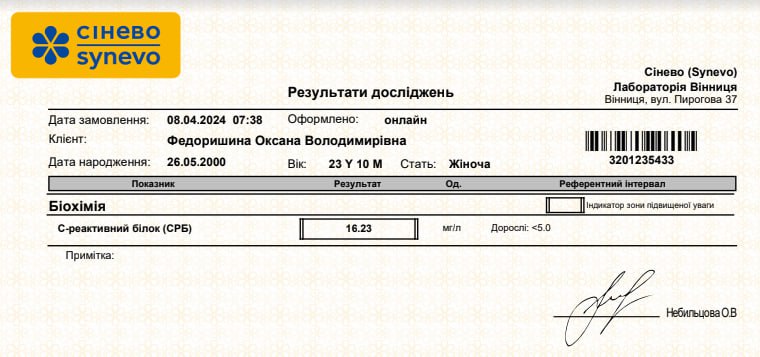 сінево
synevo
Результати досліджень
Сінево (Synevo)
Лабораторія Вінниця
Вінниця, вул. Пирогова 37
Дата замовлення: 08.04.2024 07:38 Оформлено: онлайн
Клієнт: Федоришина Оксана Володимирівна
Дата народження: 26.05.2000 Вік: 23 Y 10 M Стать: Жіноча
3201235433
Показник Результат Од. Референтний інтервал
Біохімія Індикатор зони підвищеної уваги
С-реактивний білок (СРБ) 16.23 мг/л Дорослі: <5.0
Примітка:
Небильцова О.В